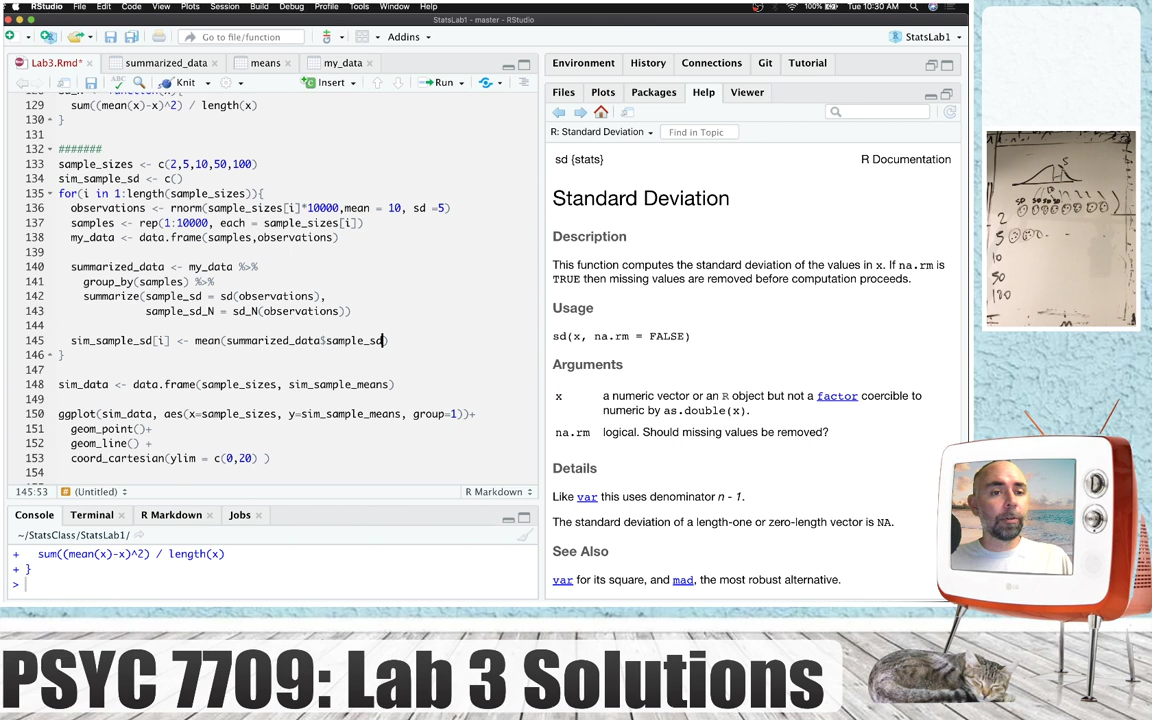 RStudio File Edit Code View Plots Session Build Debug Profile Tools Window Help 100% Tue 10:30 AM
StatsLab1 - master - RStudio
Go to file/function Addins StatsLab1
Lab3.Rmd* summarized_data means my_data
ABC Knit Insert Run
129 sum((mean(x)-x)^2) / length(x)
130 }
131
132 #######
133 sample_sizes <- c(2,5,10,50,100)
134 sim_sample_sd <- c()
135 for(i in 1:length(sample_sizes)){
136 observations <- rnorm(sample_sizes[i]*10000,mean = 10, sd =5)
137 samples <- rep(1:10000, each = sample_sizes[i])
138 my_data <- data.frame(samples,observations)
139
140 summarized_data <- my_data %>%
141 group_by(samples) %>%
142 summarize(sample_sd = sd(observations),
143 sample_sd_N = sd_N(observations))
144
145 sim_sample_sd[i] <- mean(summarized_data$sample_sd)
146 }
147
148 sim_data <- data.frame(sample_sizes, sim_sample_means)
149
150 ggplot(sim_data, aes(x=sample_sizes, y=sim_sample_means, group=1))+
151 geom_point()+
152 geom_line() +
153 coord_cartesian(ylim = c(0,20) )
154
145:53 # (Untitled) R Markdown
Console Terminal R Markdown Jobs
~/StatsClass/StatsLab1/
+ sum((mean(x)-x)^2) / length(x)
+ }
>
Environment History Connections Git Tutorial
Files Plots Packages Help Viewer
R: Standard Deviation Find in Topic
sd {stats} R Documentation
Standard Deviation
Description
This function computes the standard deviation of the values in x. If na.rm is
TRUE then missing values are removed before computation proceeds.
Usage
sd(x, na.rm = FALSE)
Arguments
x a numeric vector or an R object but not a factor coercible to
numeric by as.double(x).
na.rm logical. Should missing values be removed?
Details
Like var this uses denominator n - 1.
The standard deviation of a length-one or zero-length vector is NA.
See Also
var for its square, and mad, the most robust alternative.
5
10
SD SD SD SD
2
5
10
50
100
LG
PSYC 7709: Lab 3 Solutions